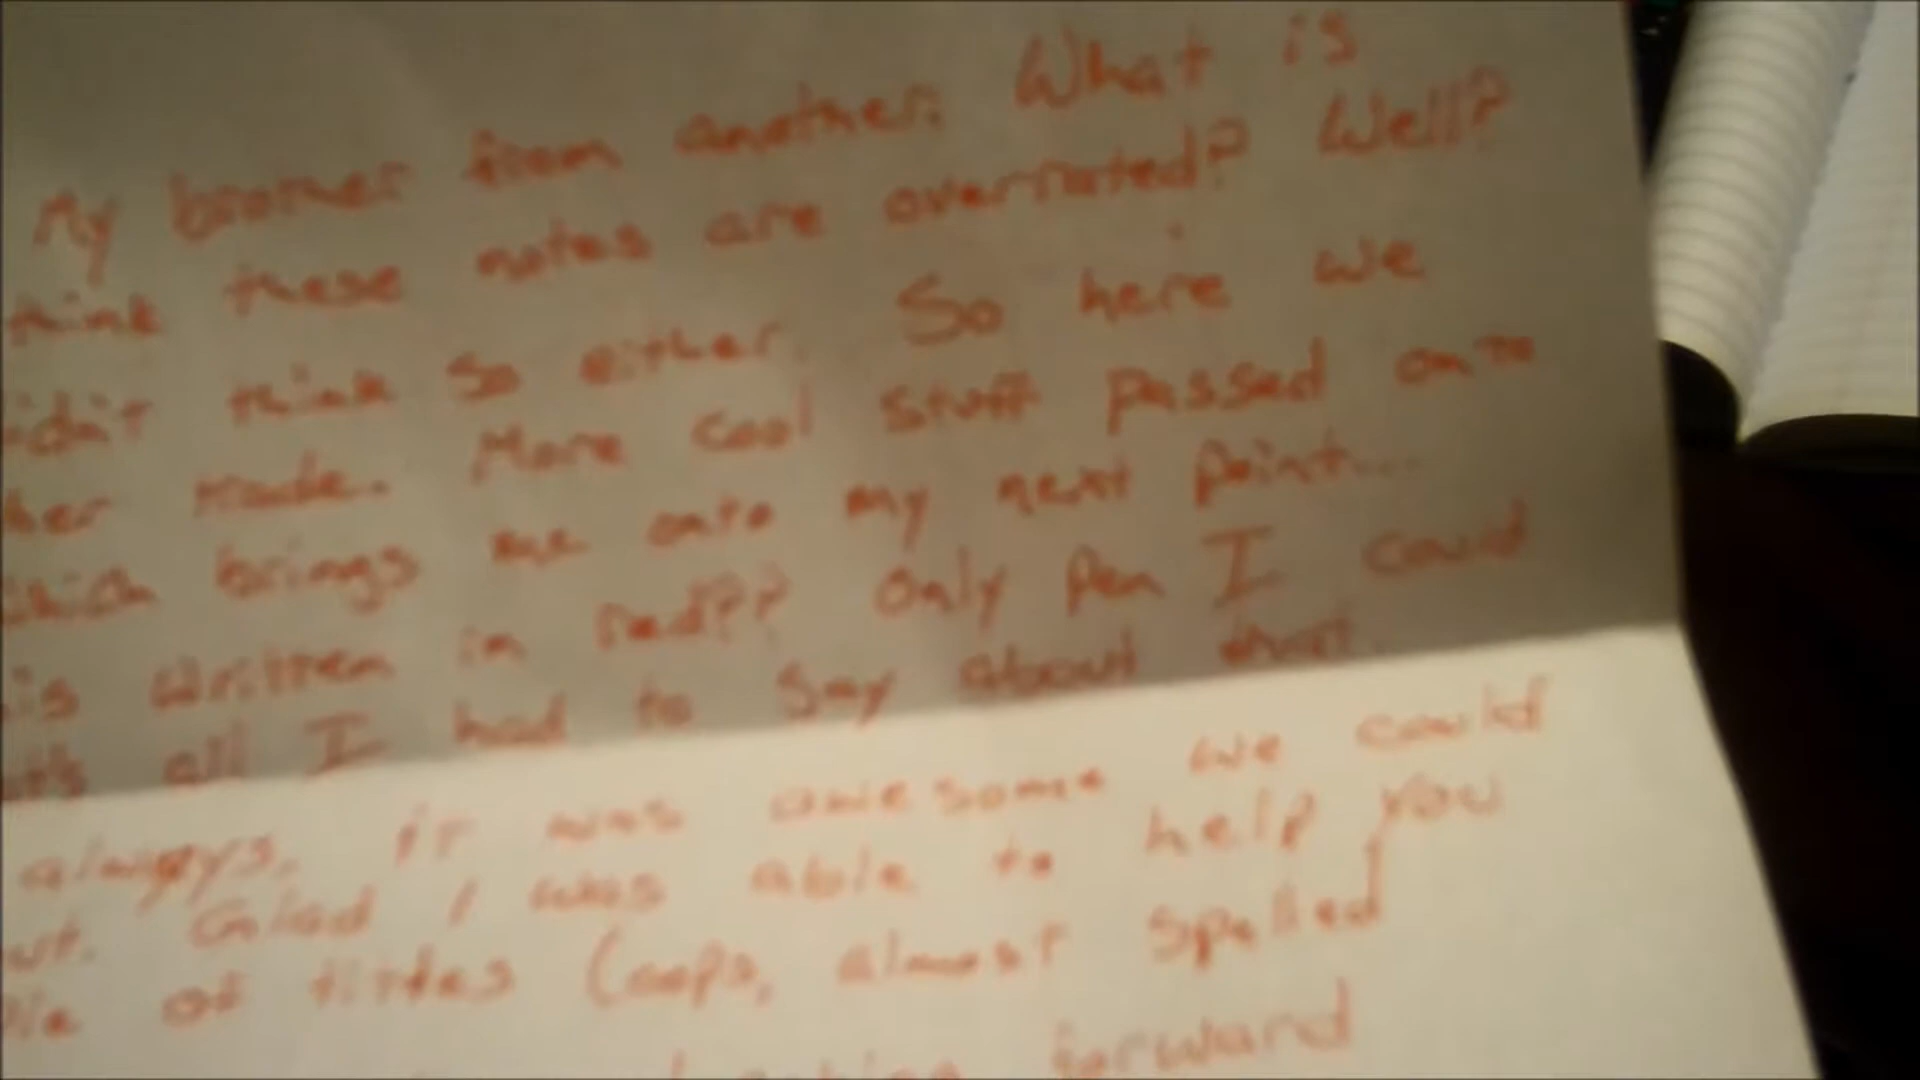 My brother from another: What is
think these notes are overrated? Well?
didn't think so either. So here we
her made. More cool stuff passed onto
which brings me onto my next point...
is written in red?? Only Pen I could
all I had to say about that.
always, it was awesome we could
Glad I was able to help you
of titles (oops, almost spelled
forward